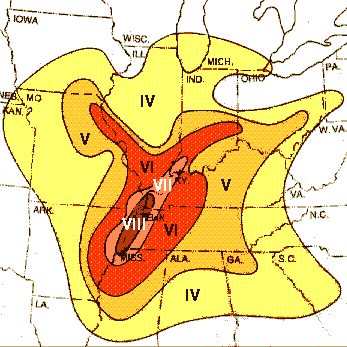 IOWA
WISC.
ILL.
MICH.
IND.
OHIO
PA.
NEB.
MO.
KAN.
IV
W. VA.
V
VI
VII
KY.
V
VA.
ARK.
VIII
VI
N.C.
MISS.
ALA.
GA.
S.C.
LA.
IV